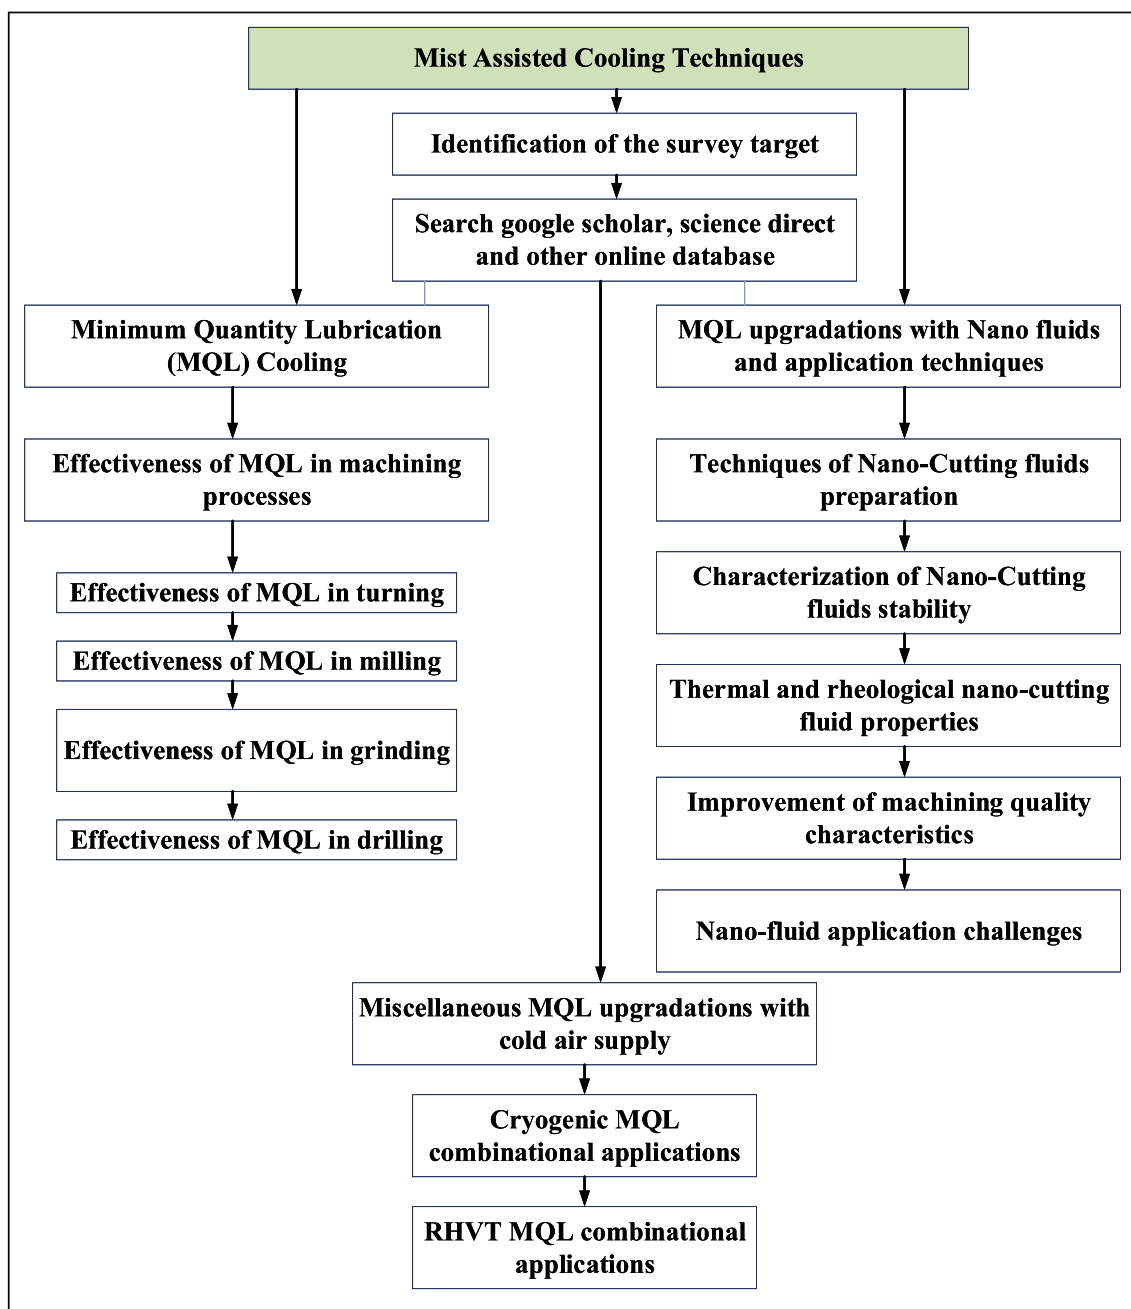 Mist Assisted Cooling Techniques
Identification of the survey target
Search google scholar, science direct
and other online database
Minimum Quantity Lubrication
(MQL) Cooling
Effectiveness of MQL in machining
processes
Effectiveness of MQL in turning
Effectiveness of MQL in milling
Effectiveness of MQL in grinding
Effectiveness of MQL in drilling
MQL upgradations with Nano fluids
and application techniques
Techniques of Nano-Cutting fluids
preparation
Characterization of Nano-Cutting
fluids stability
Thermal and rheological nano-cutting
fluid properties
Improvement of machining quality
characteristics
Nano-fluid application challenges
Miscellaneous MQL upgradations with
cold air supply
Cryogenic MQL
combinational applications
RHVT MQL combinational
applications